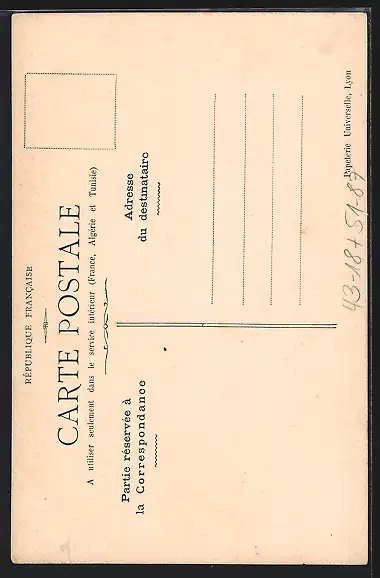 RÉPUBLIQUE FRANÇAISE
CARTE POSTALE
A utiliser seulement dans le service intérieur (France, Algérie et Tunisie)
Partie réservée à
la Correspondance
Adresse
du destinataire
Papeterie Universelle, Lyon
43-18+51-87